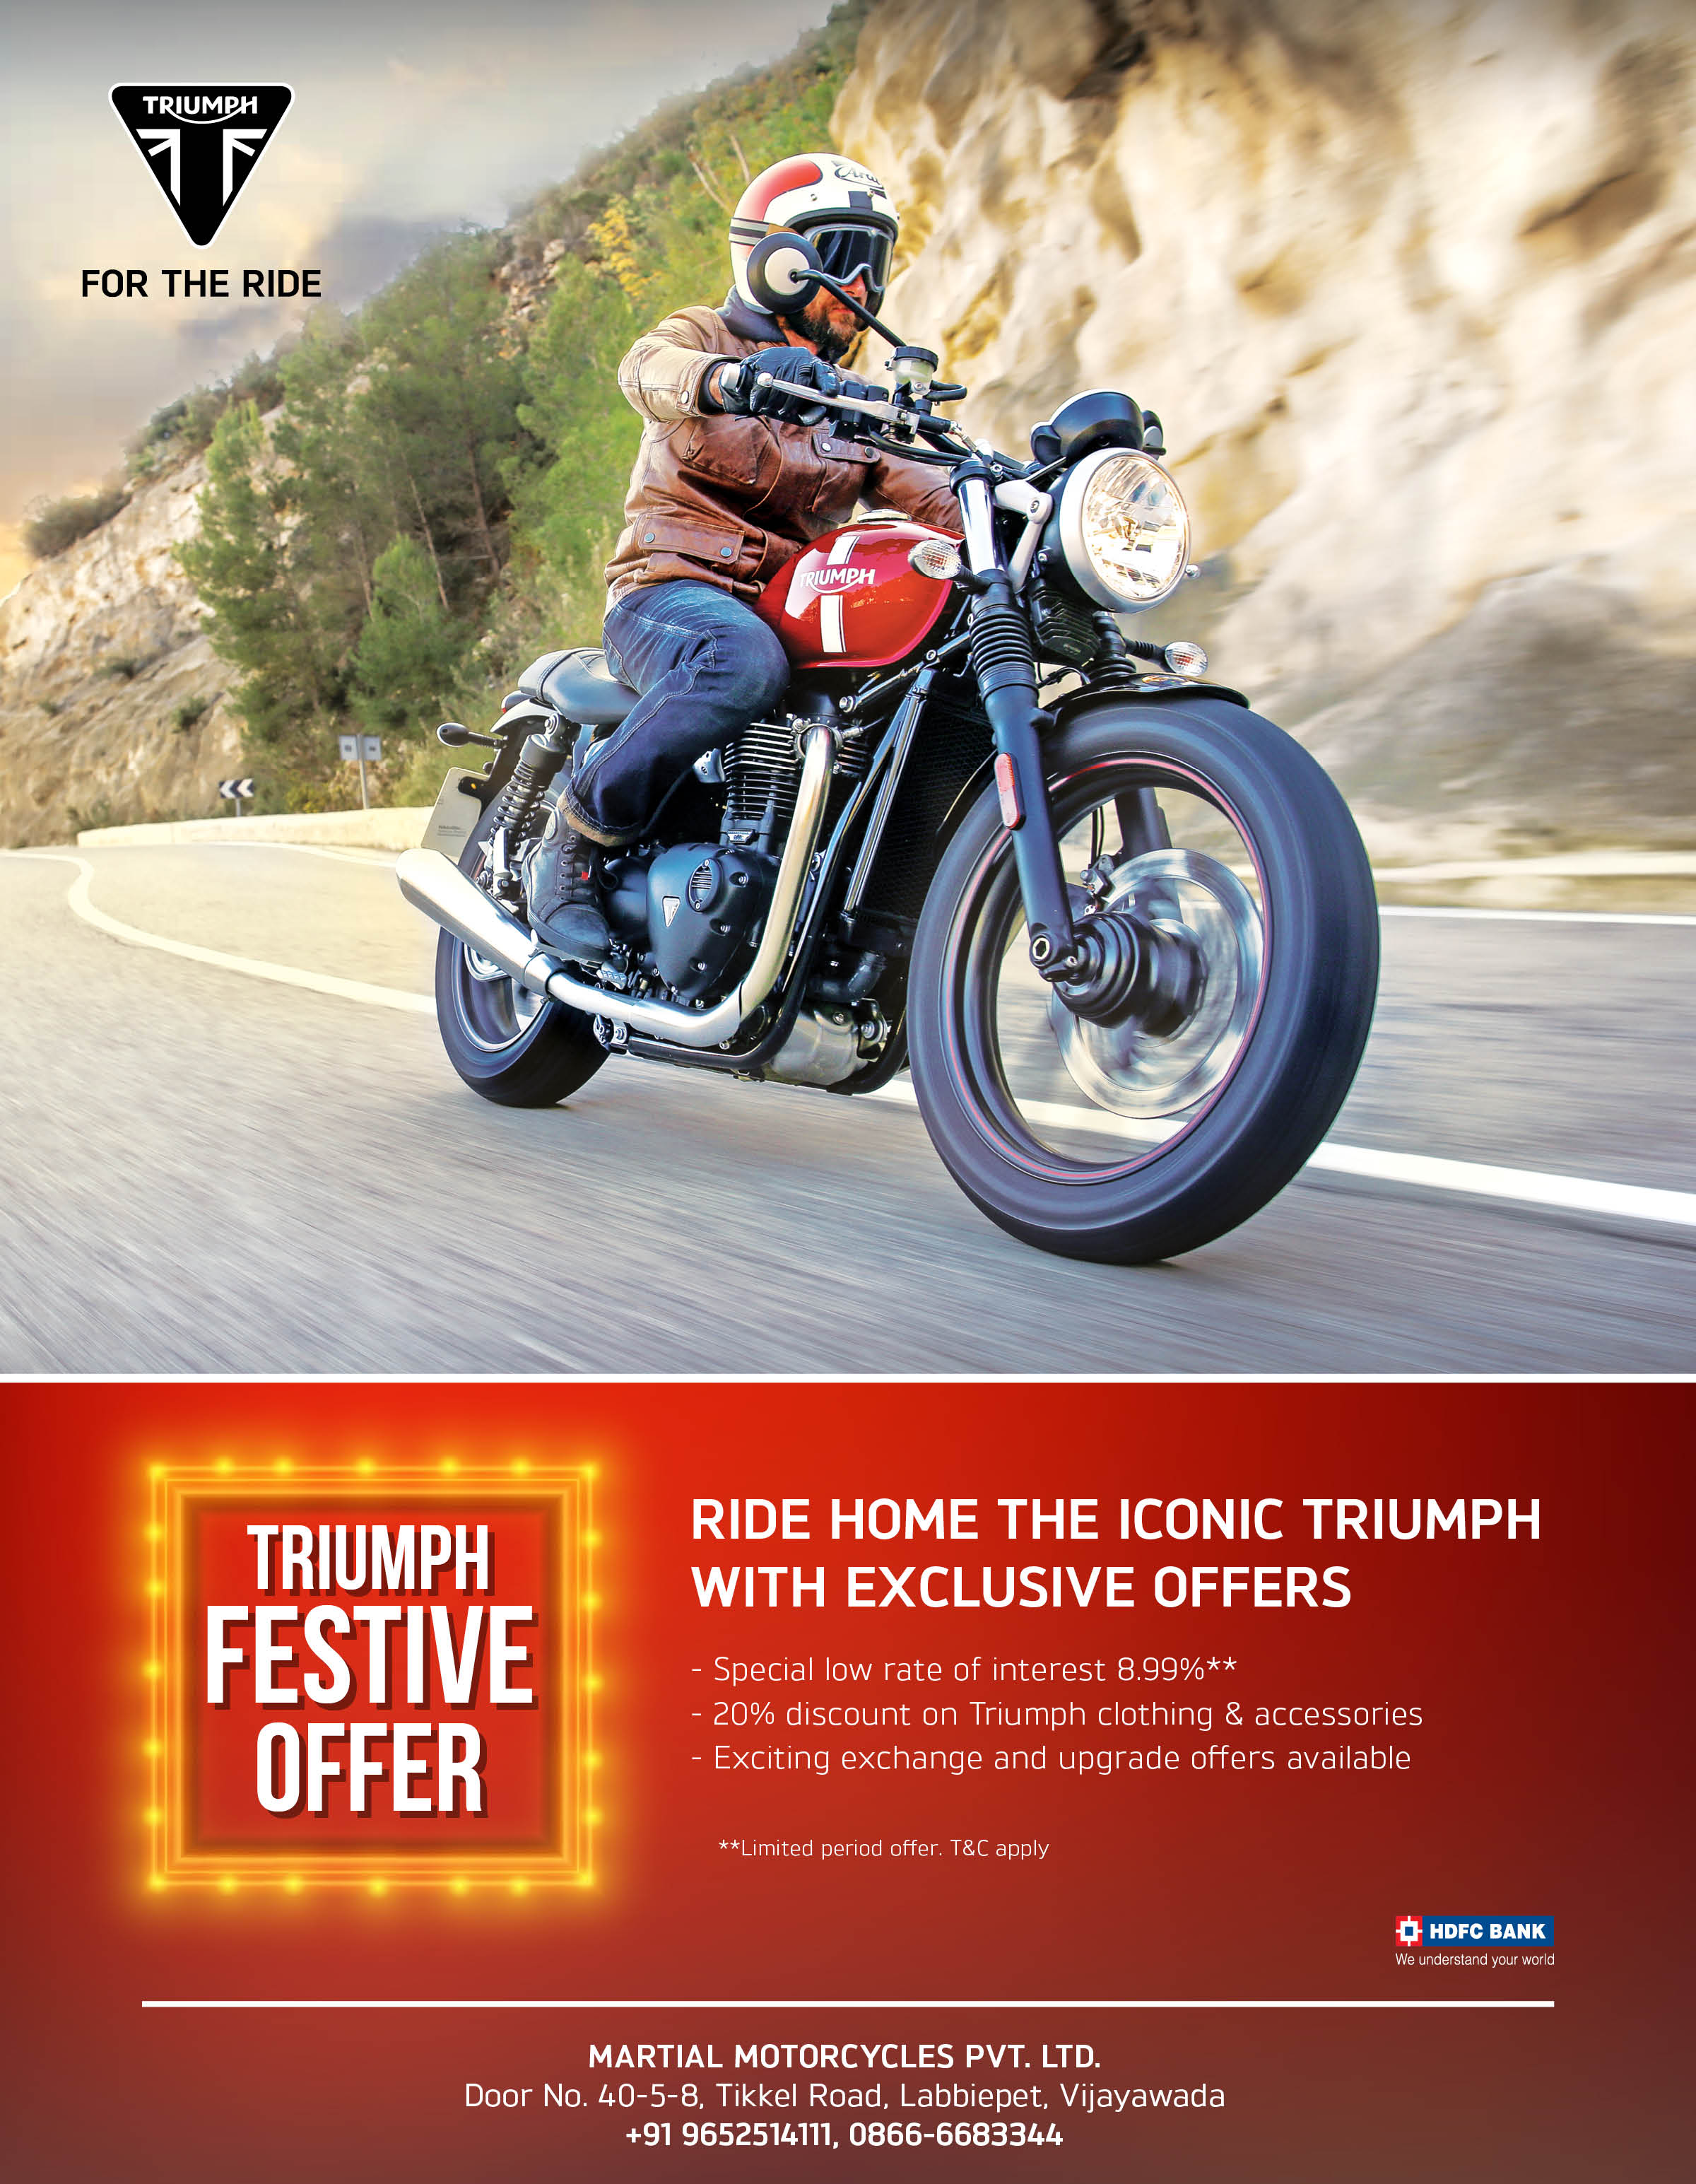 TRIUMPH
FOR THE RIDE
TRIUMPH
TRIUMPH
FESTIVE
OFFER
RIDE HOME THE ICONIC TRIUMPH
WITH EXCLUSIVE OFFERS
- Special low rate of interest 8.99%**
- 20% discount on Triumph clothing & accessories
- Exciting exchange and upgrade offers available
**Limited period offer. T&C apply
HDFC BANK
We understand your world
MARTIAL MOTORCYCLES PVT. LTD.
Door No. 40-5-8, Tikkel Road, Labbiepet, Vijayawada
+91 9652514111, 0866-6683344